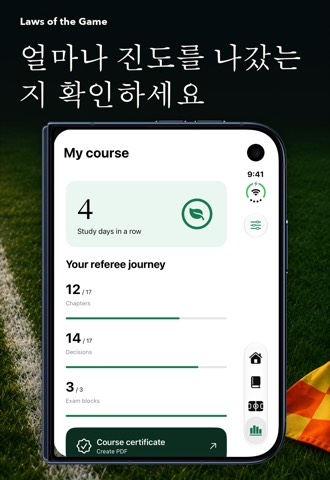 Laws of the Game
얼마나 진도를 나갔는
지 확인하세요
My course
9:41
4
Study days in a row
Your referee journey
12 / 17
Chapters
14 / 17
Decisions
3 / 3
Exam blocks
Course certificate
Create PDF